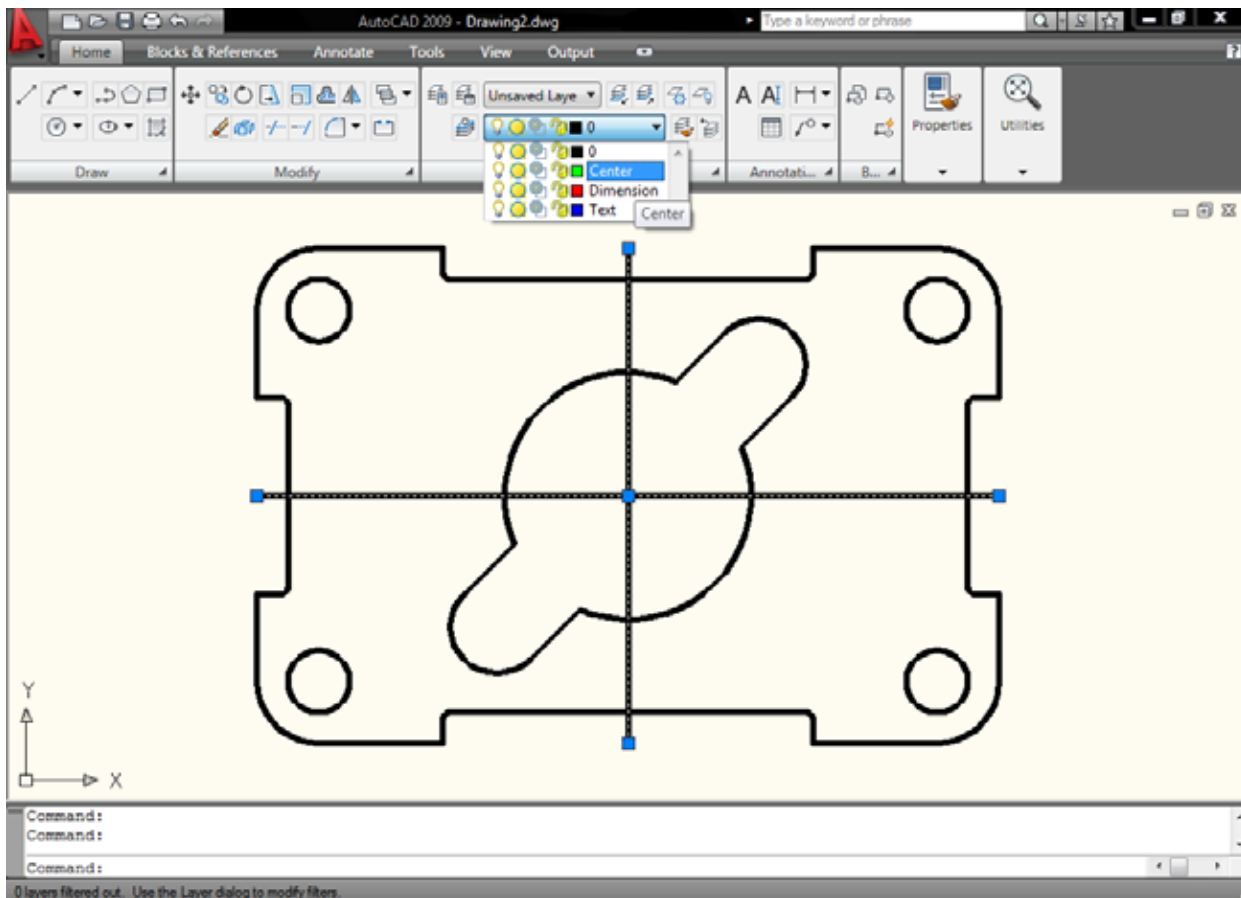 AutoCAD 2009 - Drawing2.dwg
Type a keyword or phrase
Home Blocks & References Annotate Tools View Output
Unsaved Laye
A AI
0
Properties Utilities
0
Center
Draw Modify Annotati... B...
Dimension
Text
Center
Y
X
Command:
Command:
Command:
0 layers filtered out. Use the Layer dialog to modify filters.